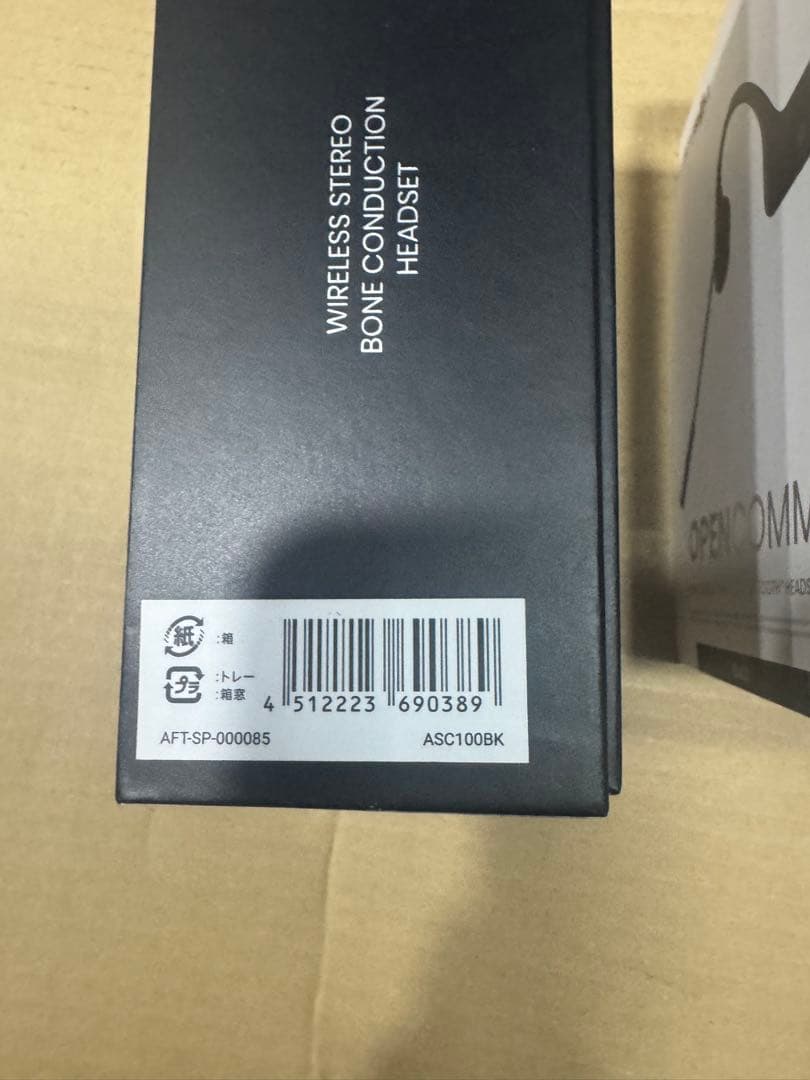 WIRELESS STEREO
BONE CONDUCTION
HEADSET
紙
:箱
プラ
:トレー
:箱窓
4 512223 690389
AFT-SP-000085
ASC100BK
OPENCOMM